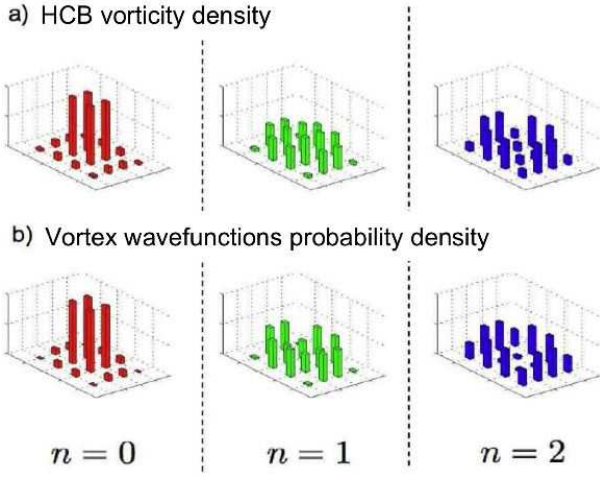 a) HCB vorticity density
b) Vortex wavefunctions probability density
n = 0
n = 1
n = 2